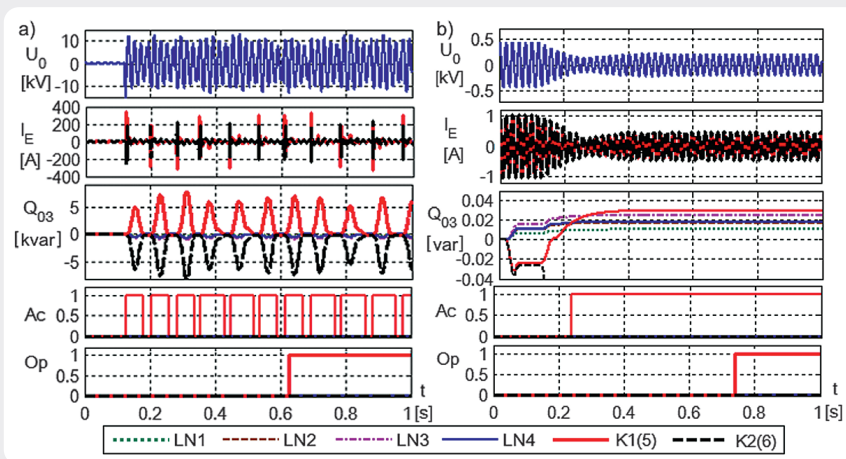 a)
U0
[kV]
10
0
-10
IE
[A]
400
200
0
-200
-400
Q03
[kvar]
5
0
-5
Ac
1
0.5
0
Op
1
0.5
0
t
0 0.2 0.4 0.6 0.8 1 [s]
b)
U0
[kV]
0.5
0
-0.5
IE
[A]
1
0
-1
Q03
[var]
0.04
0.02
0
-0.02
-0.04
Ac
1
0.5
0
Op
1
0.5
0
t
0 0.2 0.4 0.6 0.8 1 [s]
LN1 LN2 LN3 LN4 K1(5) K2(6)